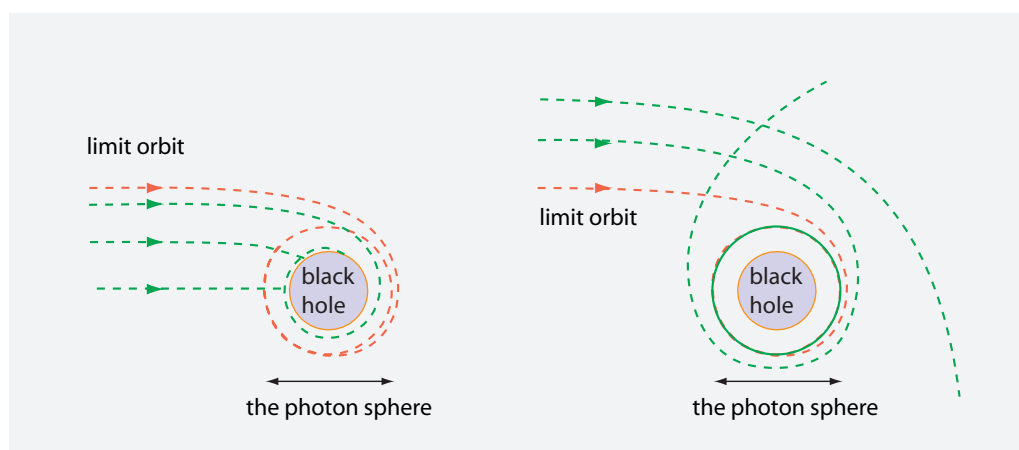 limit orbit
black
hole
the photon sphere
limit orbit
black
hole
the photon sphere